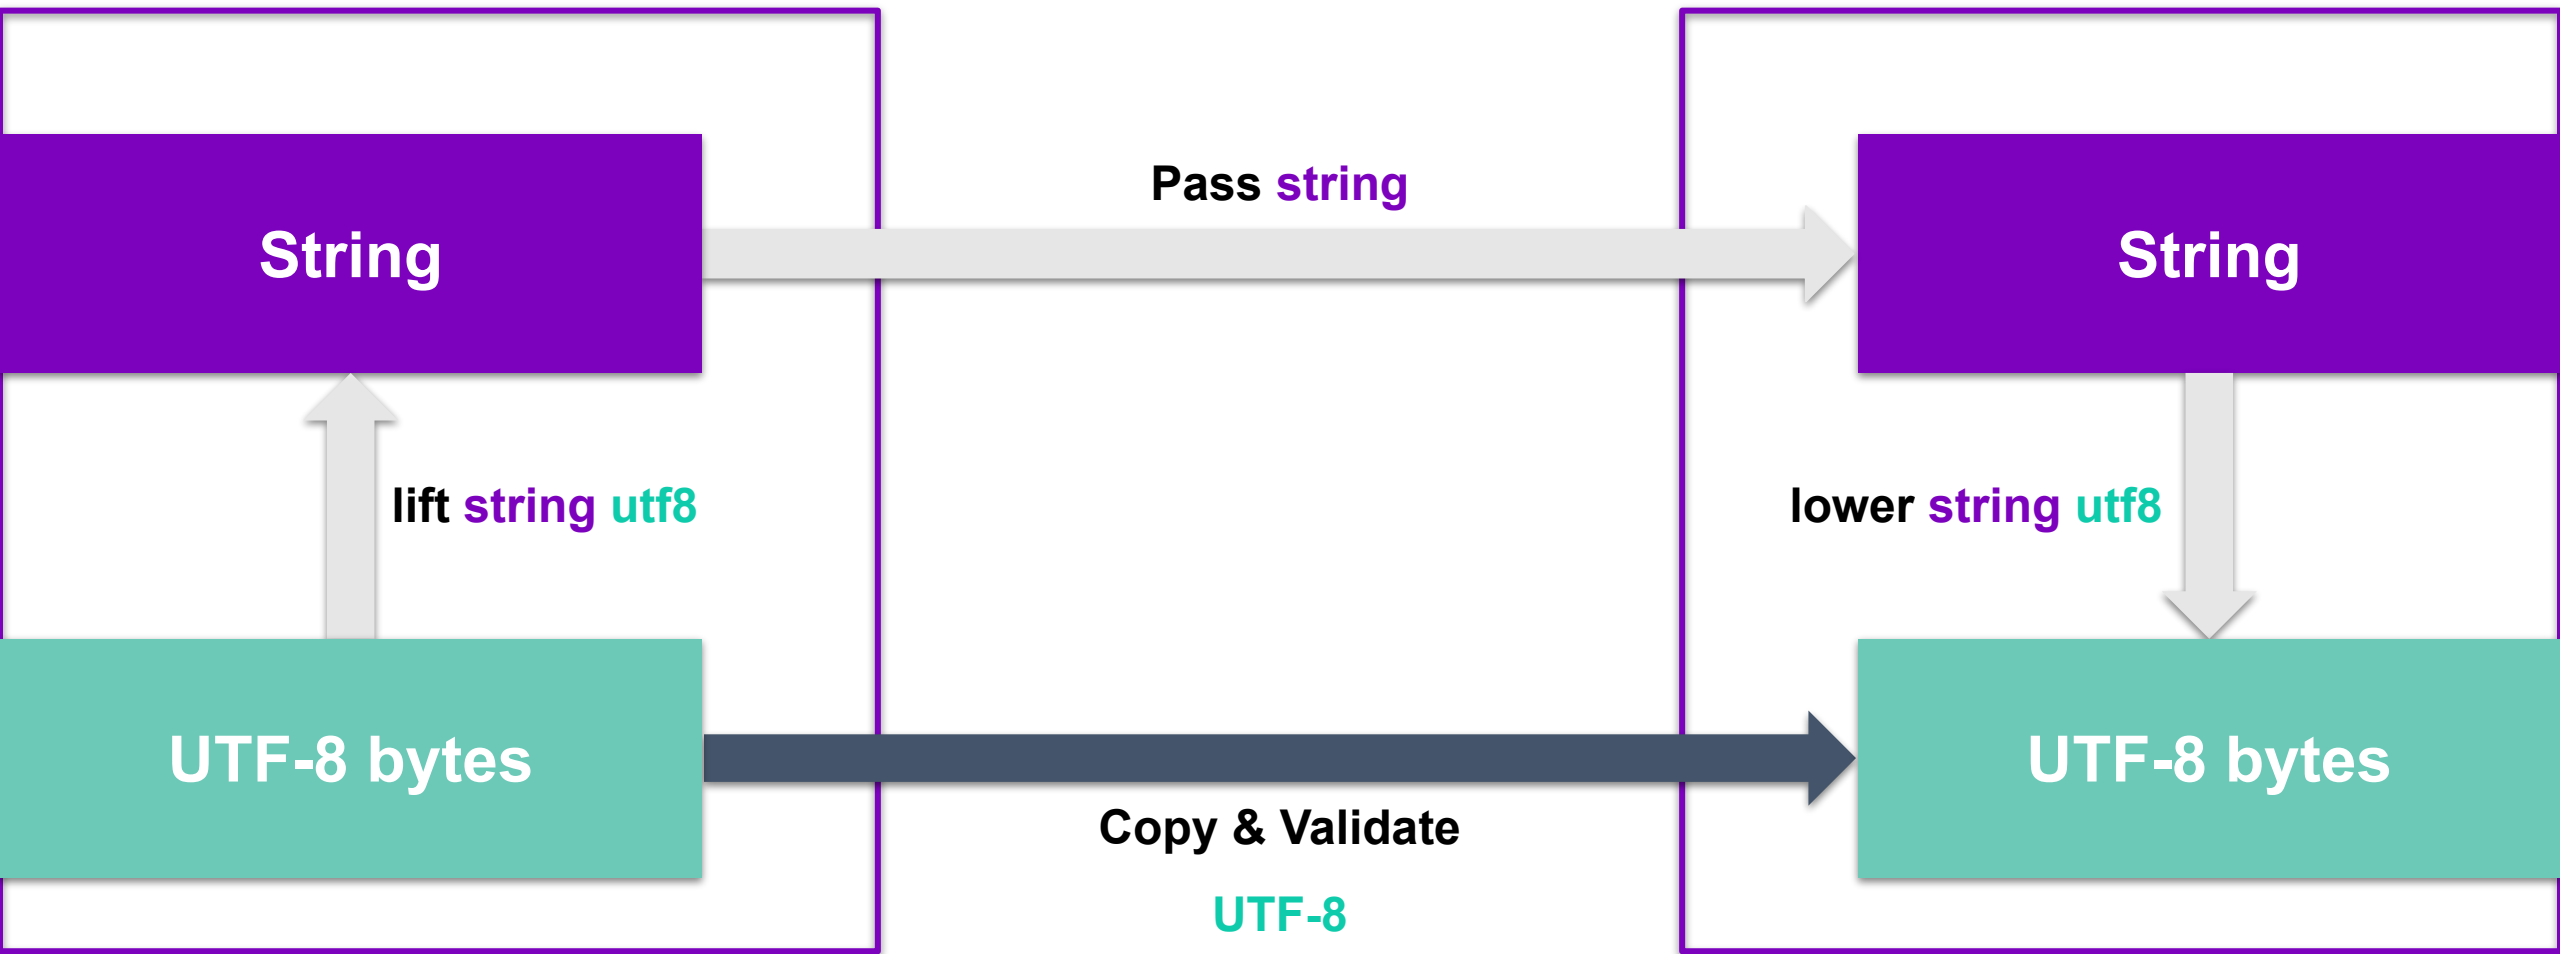 Pass string
String
String
lift string utf8
lower string utf8
UTF-8 bytes
UTF-8 bytes
Copy & Validate
UTF-8